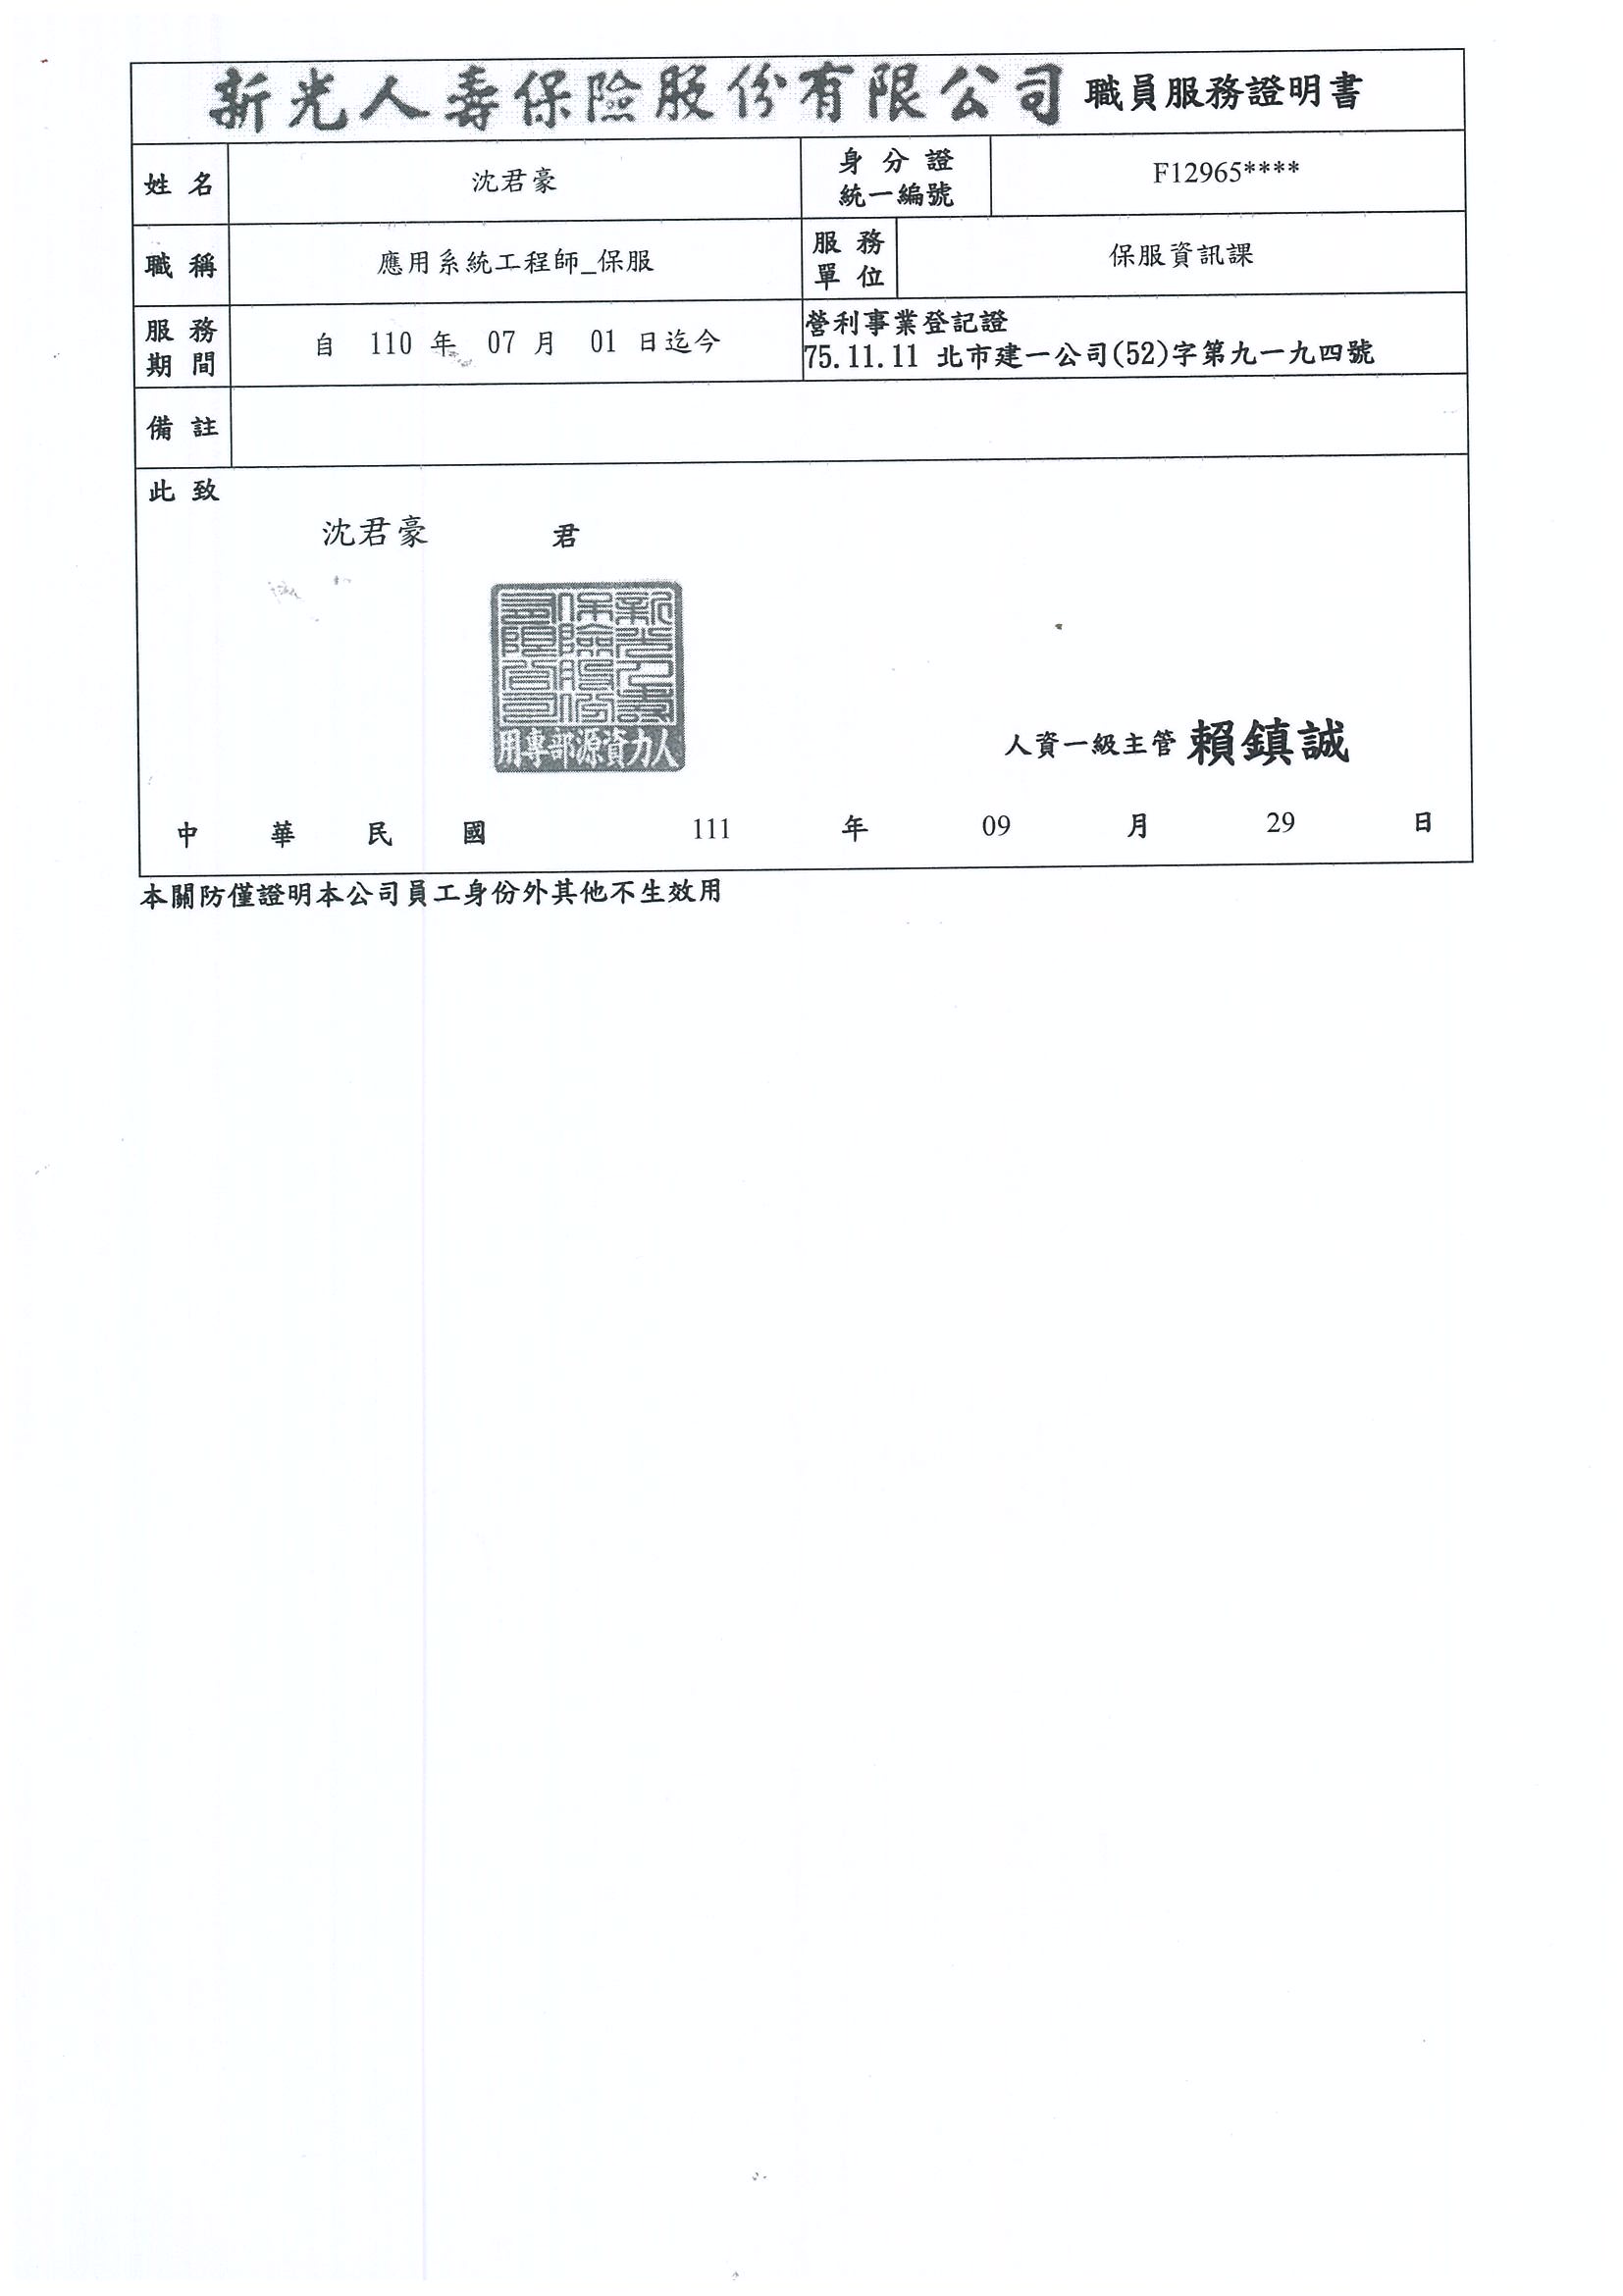 新光人壽保險股份有限公司 職員服務證明書
姓名 沈君豪 身分證統一編號 F12965****
職稱 應用系統工程師_保服 服務單位 保服資訊課
服務期間 自 110 年 07 月 01 日迄今 營利事業登記證
75.11.11 北市建一公司(52)字第九一九四號
備註
此致
沈君豪 君
新光人壽
保險股份
有限公司
人力資源部專用
人資一級主管 賴鎮誠
中華民國 111 年 09 月 29 日
本關防僅證明本公司員工身份外其他不生效用